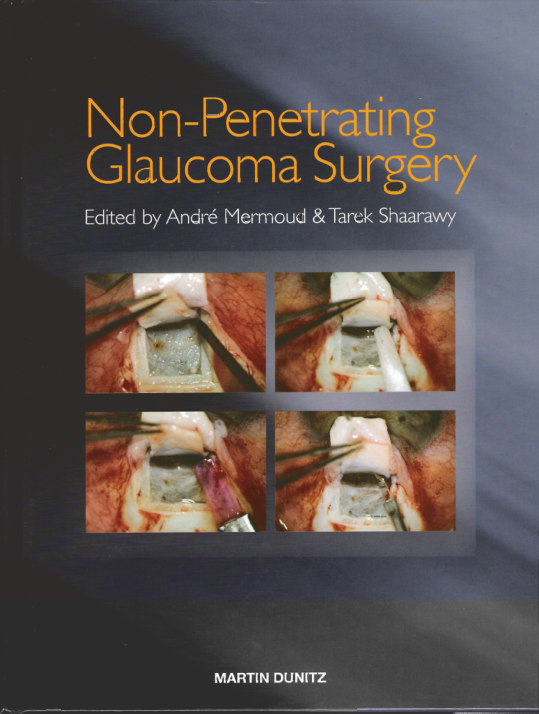 Non-Penetrating
Glaucoma Surgery
Edited by André Mermoud & Tarek Shaarawy
MARTIN DUNITZ